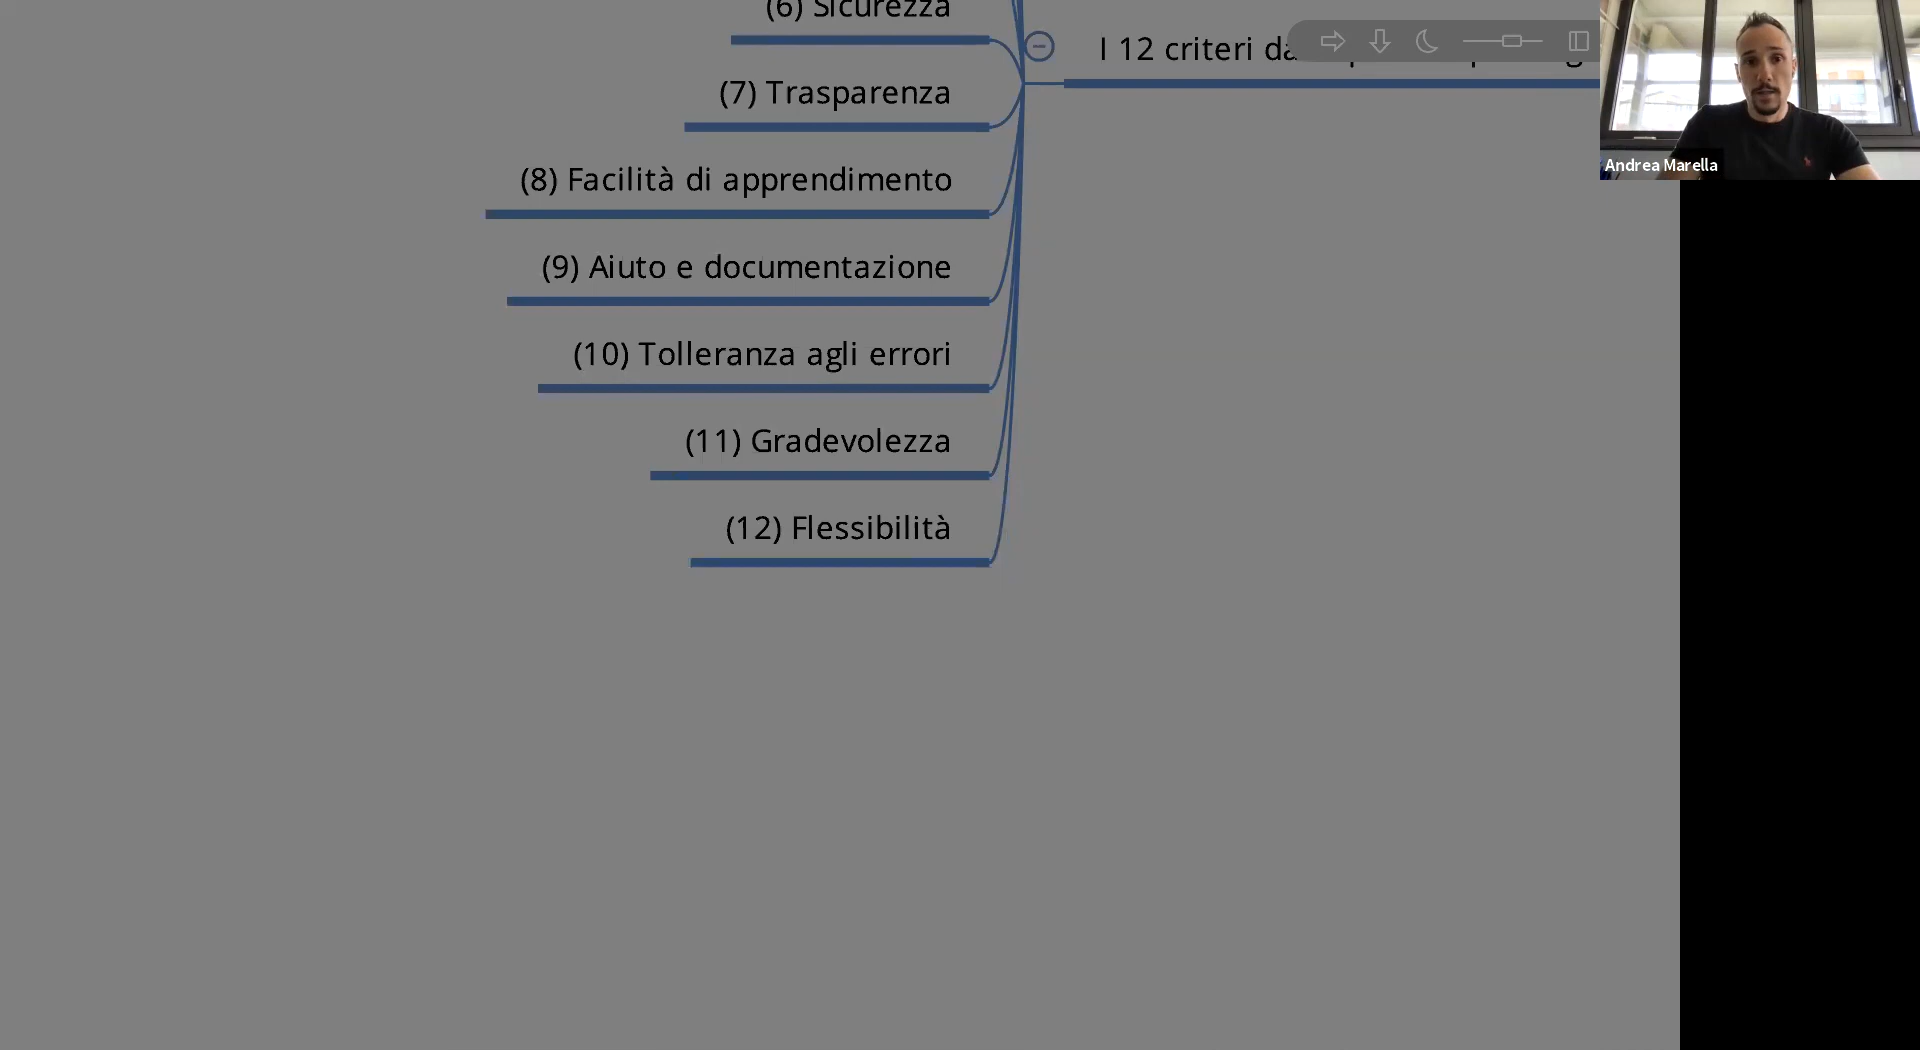 (6) Sicurezza
I 12 criteri da
(7) Trasparenza
(8) Facilità di apprendimento
(9) Aiuto e documentazione
(10) Tolleranza agli errori
(11) Gradevolezza
(12) Flessibilità
Andrea Marella